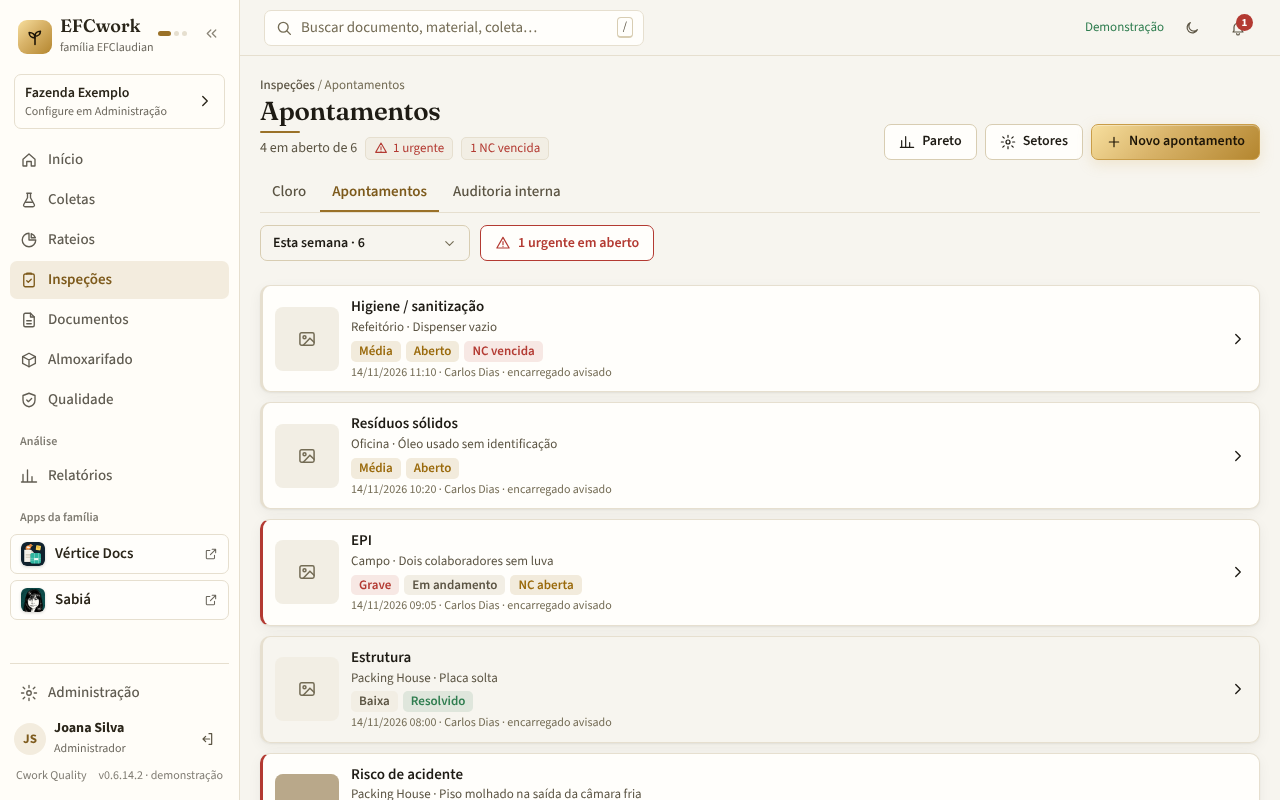 EFCwork
família EFClaudian
Fazenda Exemplo
Configure em Administração
Início
Coletas
Rateios
Inspeções
Documentos
Almoxarifado
Qualidade
Análise
Relatórios
Apps da família
Vértice Docs
Sabiá
Administração
JS
Joana Silva
Administrador
Cwork Quality v0.6.14.2 · demonstração
Buscar documento, material, coleta… /
Demonstração
1
Inspeções / Apontamentos
Apontamentos
4 em aberto de 6 1 urgente 1 NC vencida
Pareto Setores Novo apontamento
Cloro Apontamentos Auditoria interna
Esta semana · 6 1 urgente em aberto
Higiene / sanitização
Refeitório · Dispenser vazio
Média Aberto NC vencida
14/11/2026 11:10 · Carlos Dias · encarregado avisado
Resíduos sólidos
Oficina · Óleo usado sem identificação
Média Aberto
14/11/2026 10:20 · Carlos Dias · encarregado avisado
EPI
Campo · Dois colaboradores sem luva
Grave Em andamento NC aberta
14/11/2026 09:05 · Carlos Dias · encarregado avisado
Estrutura
Packing House · Placa solta
Baixa Resolvido
14/11/2026 08:00 · Carlos Dias · encarregado avisado
Risco de acidente
Packing House · Piso molhado na saída da câmara fria